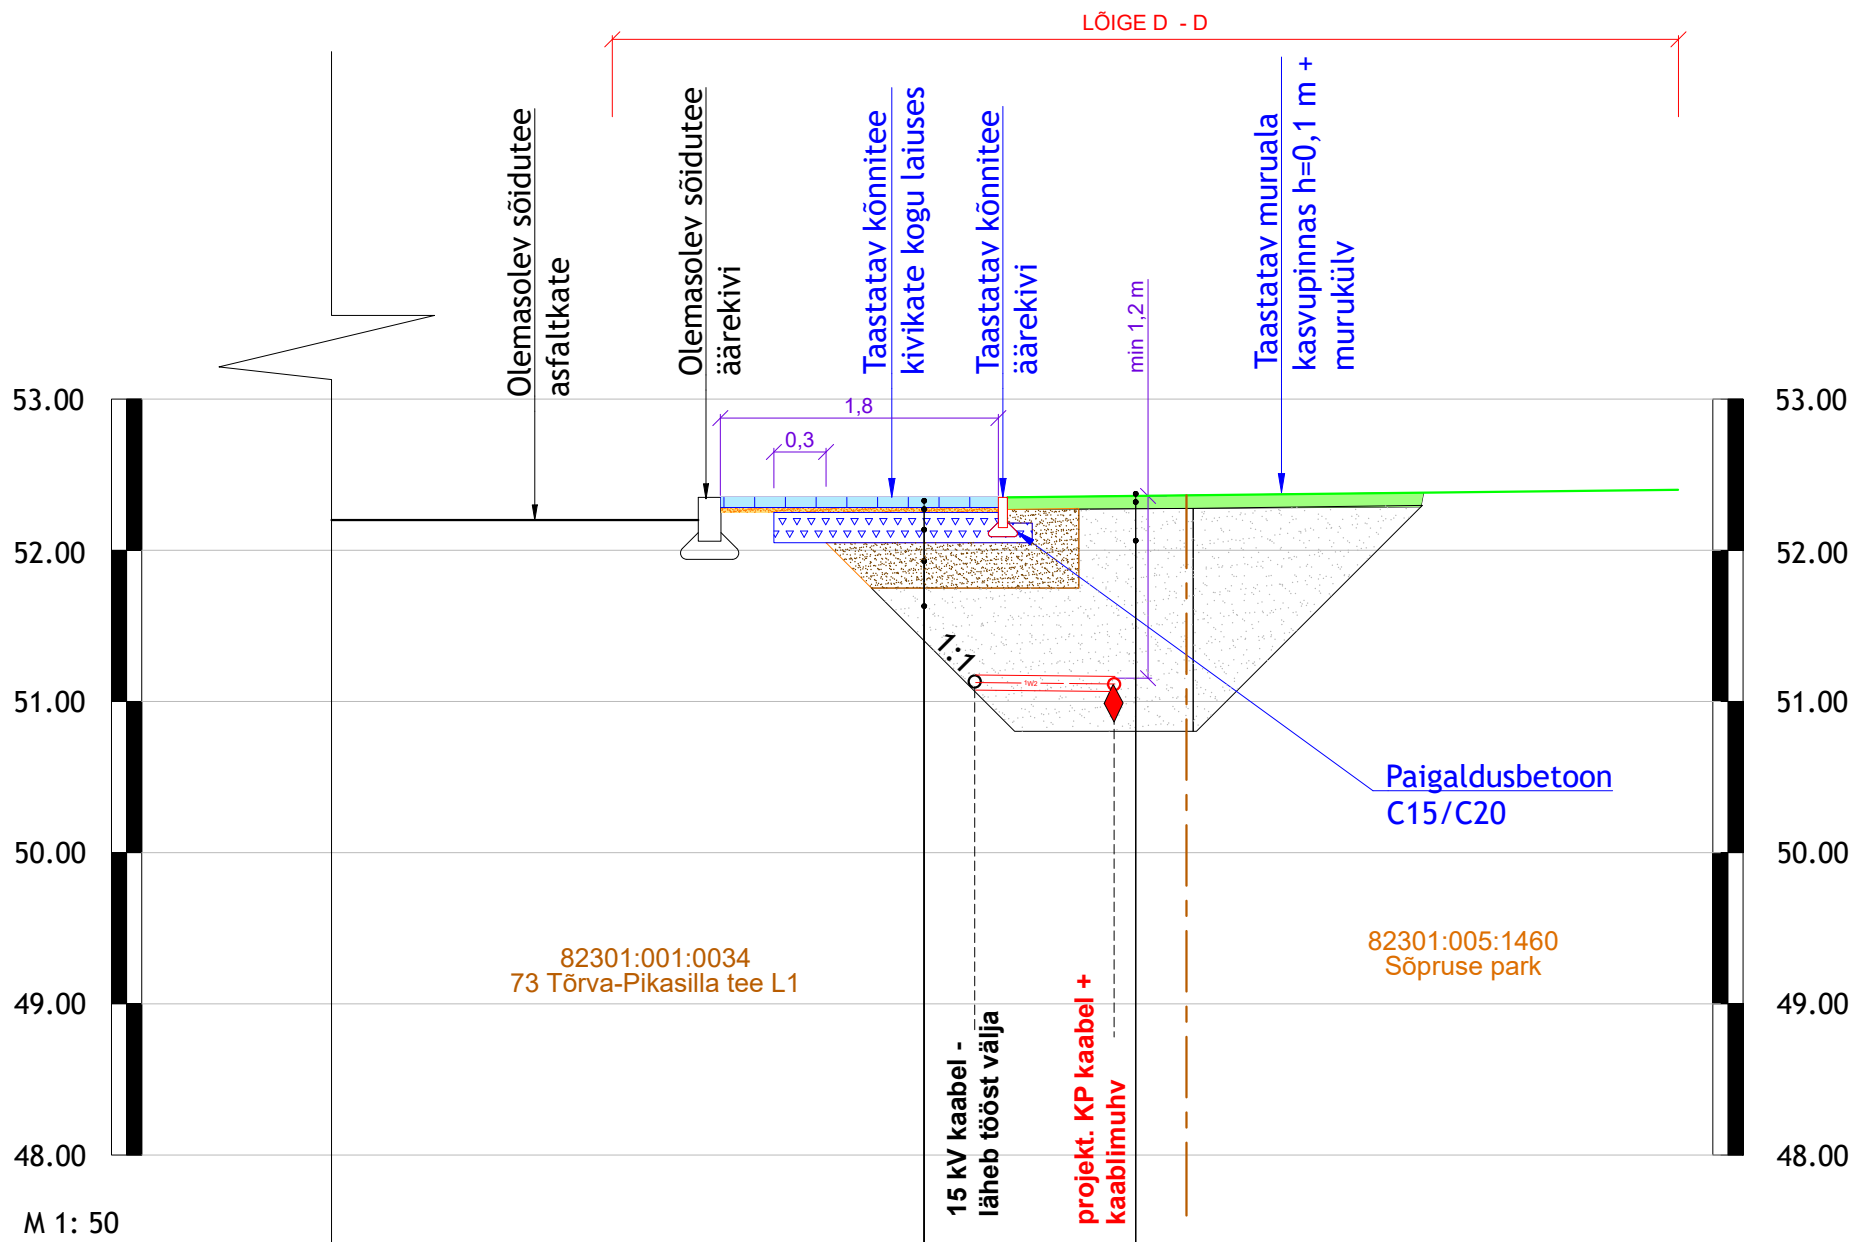 LÕIGE D - D
Olemasolev sõidutee
asfaltkate
Olemasolev sõidutee
äärekivi
Taastatav kõnnitee
kivikate kogu laiuses
Taastatav kõnnitee
äärekivi
min 1,2 m
Taastatav muruala
kasvupinnas h=0,1 m +
murukülv
53.00
1,8
53.00
0,3
52.00
52.00
1:1
TW2
51.00
51.00
Paigaldusbetoon
C15/C20
50.00
50.00
82301:001:0034
73 Tõrva-Pikasilla tee L1
82301:005:1460
Sõpruse park
49.00
49.00
15 kV kaabel -
läheb tööst välja
projekt. KP kaabel +
kaablimuhv
48.00
48.00
M 1: 50